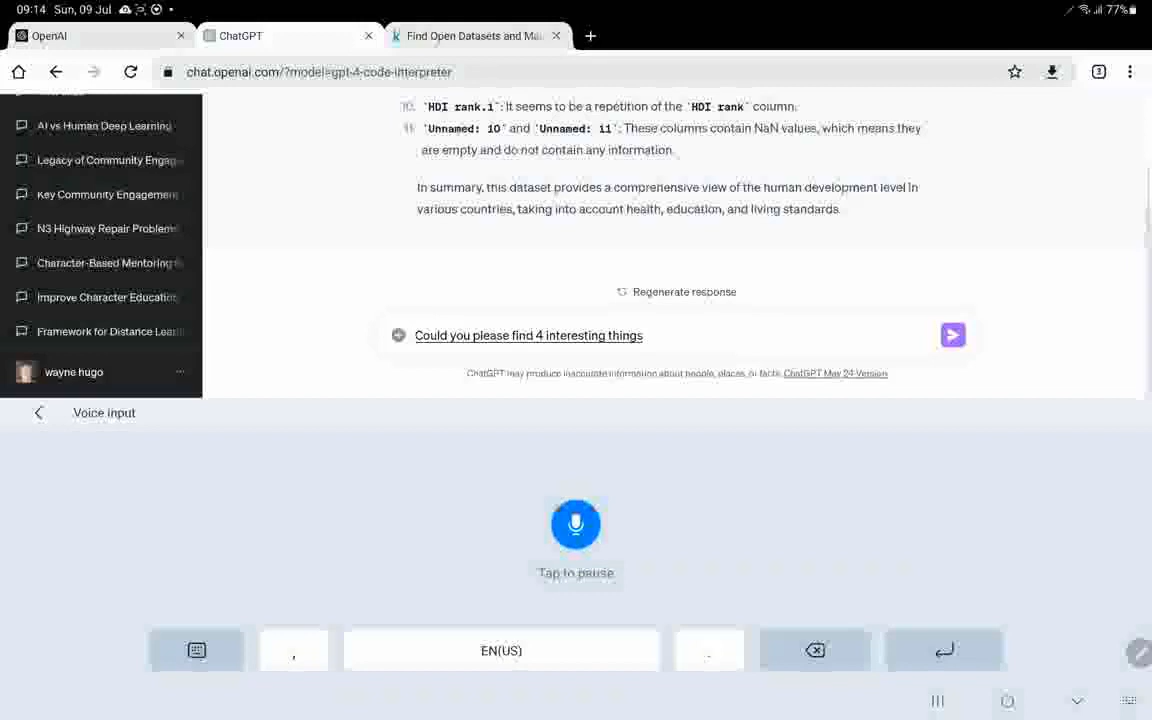 09:14 Sun, 09 Jul 77%
OpenAI
ChatGPT
Find Open Datasets and Ma
chat.openai.com/?model=gpt-4-code-interpreter
3
AI vs Human Deep Learning
Legacy of Community Engag
Key Community Engagement
N3 Highway Repair Problem
Character-Based Mentoring
Improve Character Education
Framework for Distance Lear
wayne hugo
10. `HDI rank.1`: It seems to be a repetition of the `HDI rank` column.
11. `Unnamed: 10` and `Unnamed: 11`: These columns contain NaN values, which means they
are empty and do not contain any information.
In summary, this dataset provides a comprehensive view of the human development level in
various countries, taking into account health, education, and living standards.
Regenerate response
Could you please find 4 interesting things
ChatGPT may produce inaccurate information about people, places, or facts. ChatGPT May 24 Version
Voice input
Tap to pause
, EN(US) .